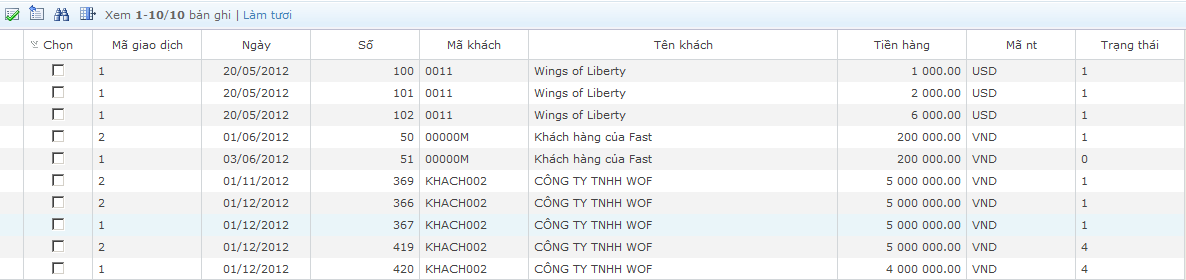 Xem 1-10/10 bản ghi | Làm tươi
Chọn Mã giao dịch Ngày Số Mã khách Tên khách Tiền hàng Mã nt Trạng thái
1 20/05/2012 100 0011 Wings of Liberty 1 000.00 USD 1
1 20/05/2012 101 0011 Wings of Liberty 2 000.00 USD 1
1 20/05/2012 102 0011 Wings of Liberty 6 000.00 USD 1
2 01/06/2012 50 00000M Khách hàng của Fast 200 000.00 VND 1
1 03/06/2012 51 00000M Khách hàng của Fast 200 000.00 VND 0
2 01/11/2012 369 KHACH002 CÔNG TY TNHH WOF 5 000 000.00 VND 1
2 01/12/2012 366 KHACH002 CÔNG TY TNHH WOF 5 000 000.00 VND 1
1 01/12/2012 367 KHACH002 CÔNG TY TNHH WOF 5 000 000.00 VND 1
2 01/12/2012 419 KHACH002 CÔNG TY TNHH WOF 5 000 000.00 VND 4
1 01/12/2012 420 KHACH002 CÔNG TY TNHH WOF 4 000 000.00 VND 4